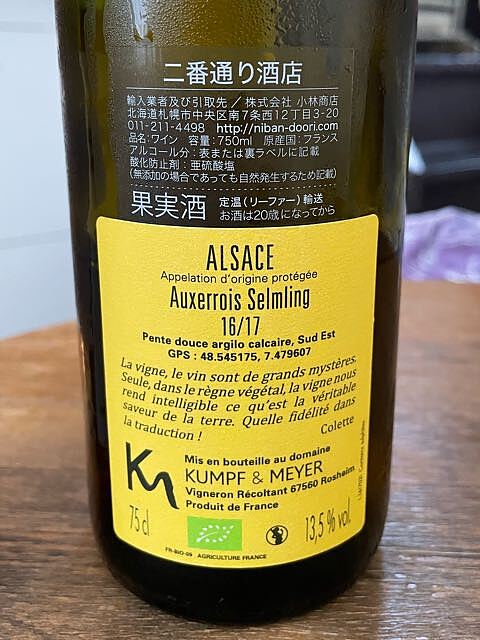 二番通り酒店
輸入業者及び引取先／株式会社 小林商店
北海道札幌市中央区南7条西12丁目3-20
011-211-4498 http://niban-doori.com/
品名：ワイン 容量：750ml 原産国：フランス
アルコール分：表または裏ラベルに記載
酸化防止剤：亜硫酸塩
(無添加の場合であっても自然発生するため記載)
果実酒 定温（リーファー）輸送
お酒は20歳になってから
ALSACE
Appelation d'origine protégée
Auxerrois Selmling
16/17
Pente douce argilo calcaire, Sud Est
GPS : 48.545175, 7.479607
La vigne, le vin sont de grands mystères.
Seule, dans le règne végétal, la vigne nous
rend intelligible ce qu'est la véritable
saveur de la terre. Quelle fidélité dans
la traduction !
Colette
Mis en bouteille au domaine
KUMPF & MEYER
Vigneron Récoltant 67560 Rosheim
Produit de France
75 cl
13,5 % vol.
FR-BIO-09 AGRICULTURE FRANCE